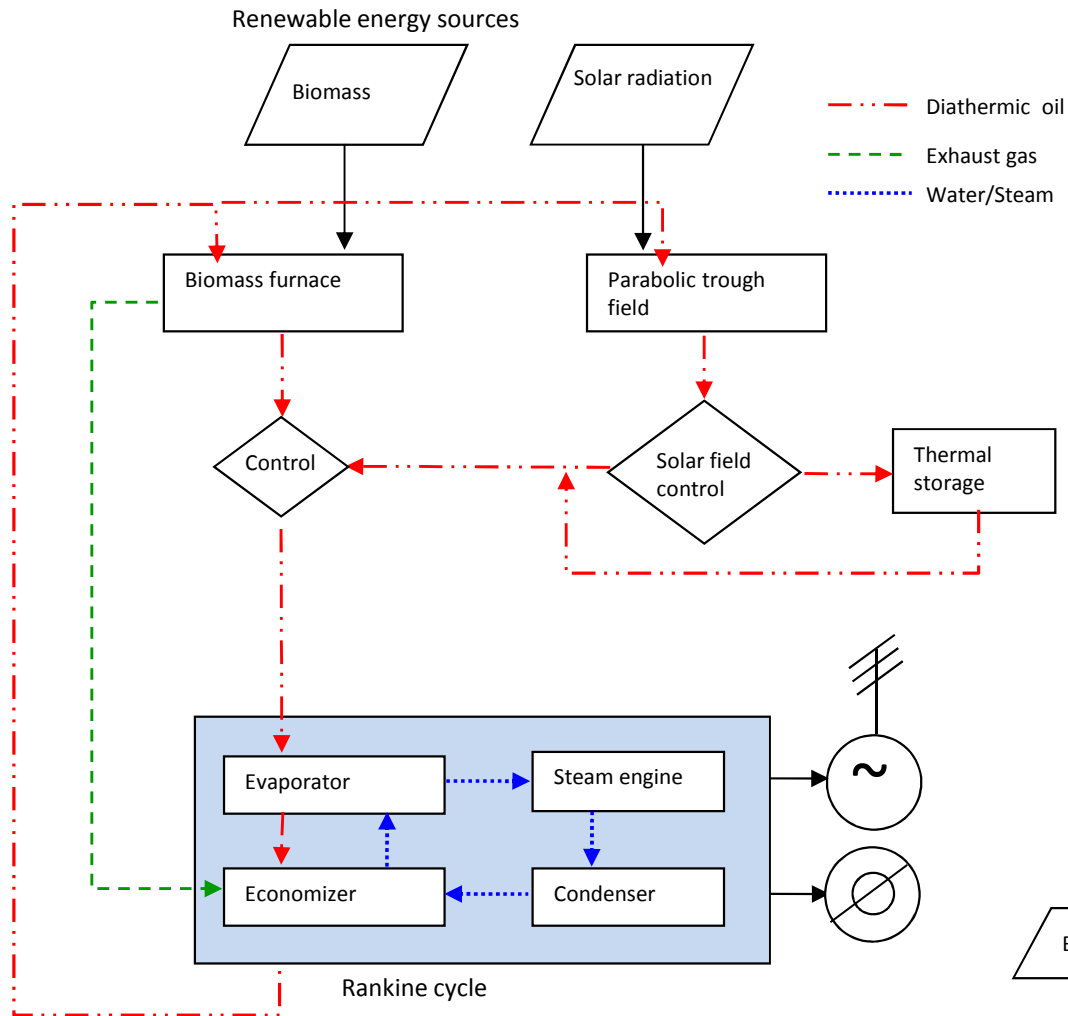 Renewable energy sources
Biomass
Solar radiation
Diathermic oil
Exhaust gas
Water/Steam
Biomass furnace
Parabolic trough
field
Control
Solar field
control
Thermal
storage
Evaporator
Steam engine
~
Economizer
Condenser
Rankine cycle